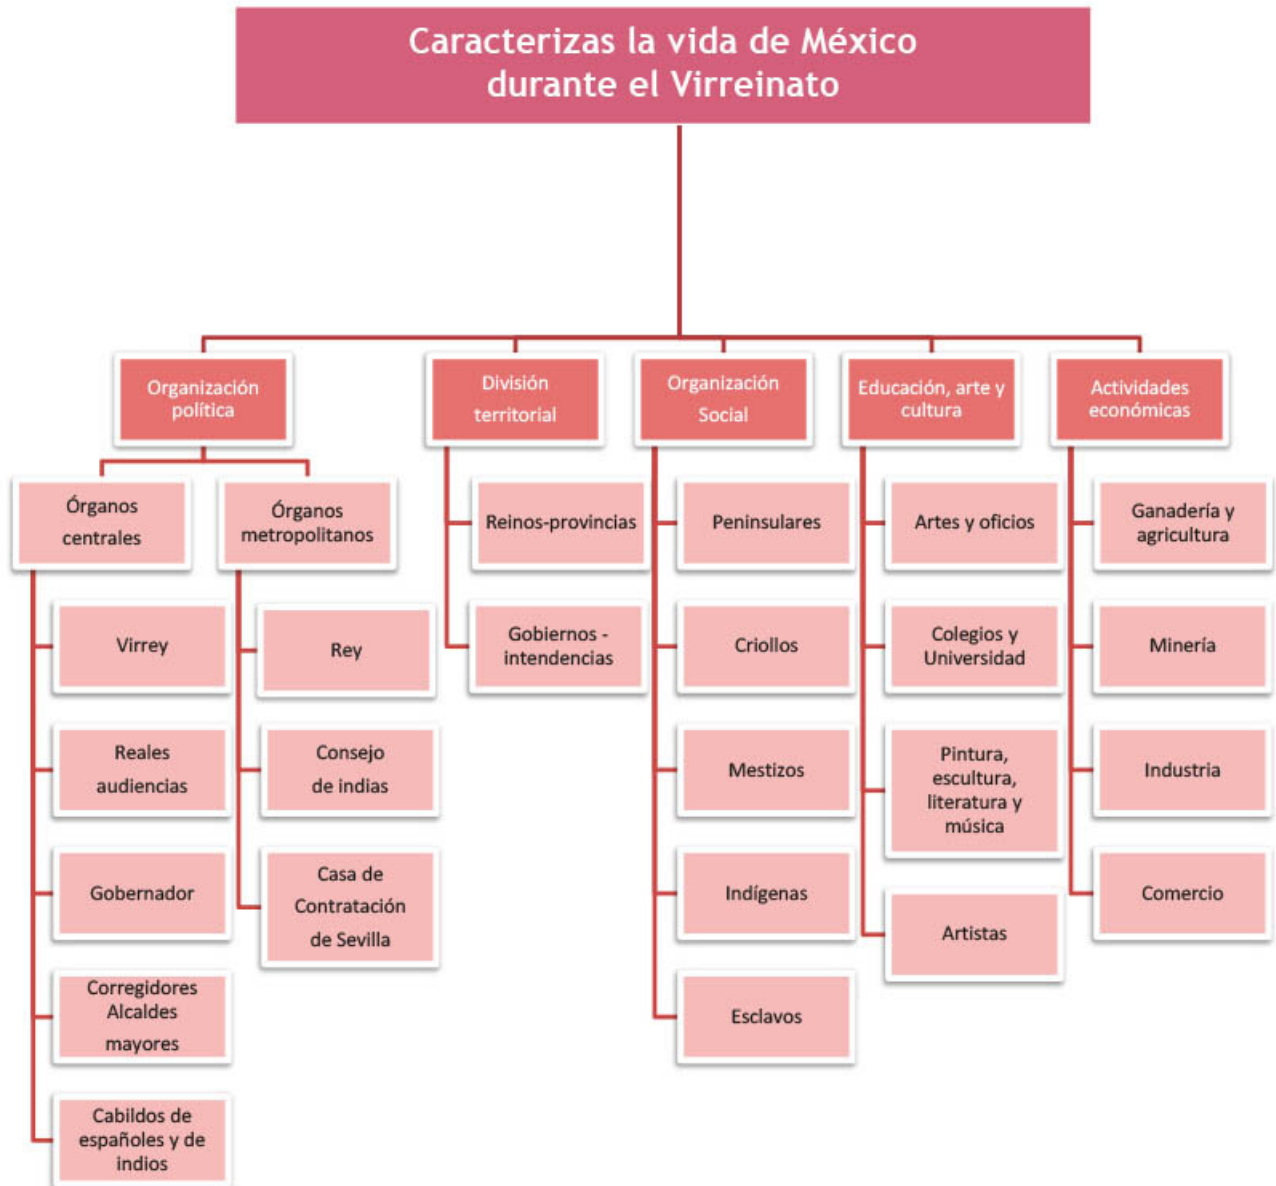 Caracterizas la vida de México
durante el Virreinato
Organización
política
División
territorial
Organización
Social
Educación, arte y
cultura
Actividades
económicas
Órganos
centrales
Órganos
metropolitanos
Virrey
Reales
audiencias
Gobernador
Corregidores
Alcaldes
mayores
Cabildos de
españoles y de
indios
Rey
Consejo
de indias
Casa de
Contratación
de Sevilla
Reinos-provincias
Gobiernos -
intendencias
Peninsulares
Criollos
Mestizos
Indígenas
Esclavos
Artes y oficios
Colegios y
Universidad
Pintura,
escultura,
literatura y
música
Artistas
Ganadería y
agricultura
Minería
Industria
Comercio